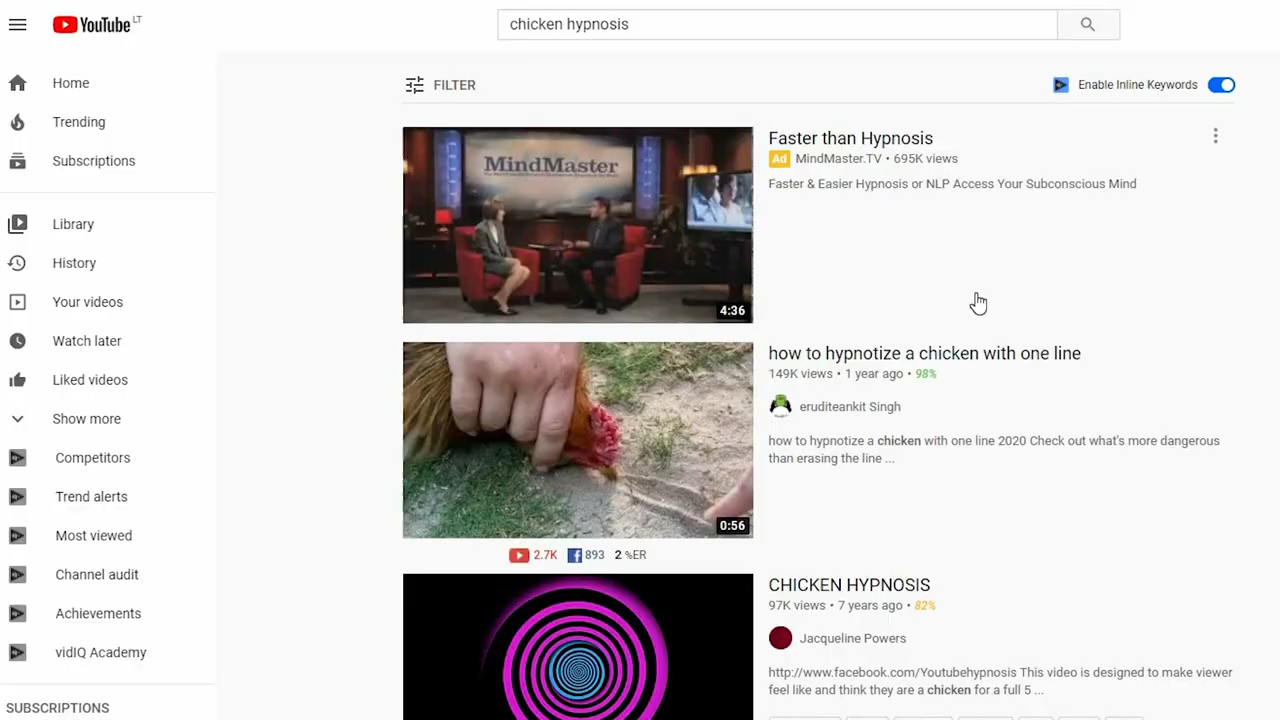 YouTube LT
chicken hypnosis
Home
Trending
Subscriptions
Library
History
Your videos
Watch later
Liked videos
Show more
Competitors
Trend alerts
Most viewed
Channel audit
Achievements
vidIQ Academy
SUBSCRIPTIONS
FILTER
Enable Inline Keywords
MindMaster
4:36
Faster than Hypnosis
Ad MindMaster.TV • 695K views
Faster & Easier Hypnosis or NLP Access Your Subconscious Mind
0:56
2.7K 893 2 %ER
how to hypnotize a chicken with one line
149K views • 1 year ago • 98%
eruditeankit Singh
how to hypnotize a chicken with one line 2020 Check out what's more dangerous
than erasing the line ...
CHICKEN HYPNOSIS
97K views • 7 years ago • 82%
Jacqueline Powers
http://www.facebook.com/Youtubehypnosis This video is designed to make viewer
feel like and think they are a chicken for a full 5 ...